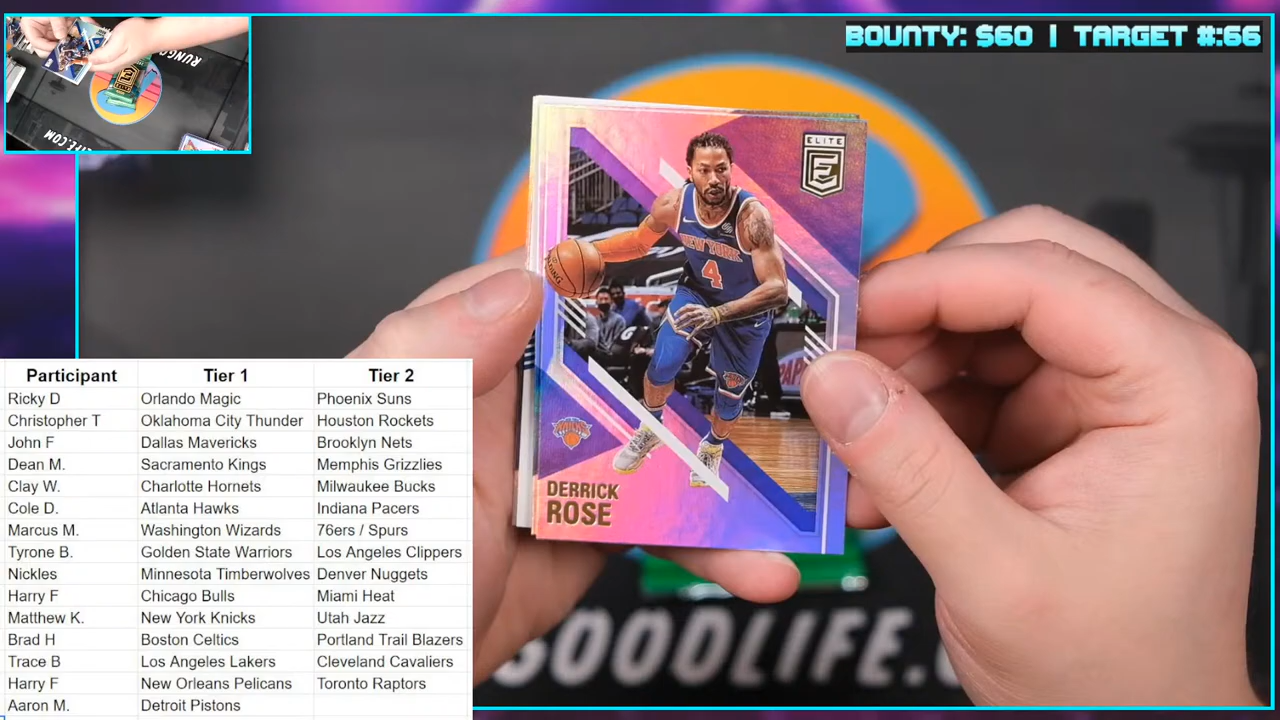 BOUNTY: $60 | TARGET #:66
RUNGO
.COM
ELITE
E
NEW YORK
4
DERRICK
ROSE
GOODLIFE.C
Participant Tier 1 Tier 2
Ricky D Orlando Magic Phoenix Suns
Christopher T Oklahoma City Thunder Houston Rockets
John F Dallas Mavericks Brooklyn Nets
Dean M. Sacramento Kings Memphis Grizzlies
Clay W. Charlotte Hornets Milwaukee Bucks
Cole D. Atlanta Hawks Indiana Pacers
Marcus M. Washington Wizards 76ers / Spurs
Tyrone B. Golden State Warriors Los Angeles Clippers
Nickles Minnesota Timberwolves Denver Nuggets
Harry F Chicago Bulls Miami Heat
Matthew K. New York Knicks Utah Jazz
Brad H Boston Celtics Portland Trail Blazers
Trace B Los Angeles Lakers Cleveland Cavaliers
Harry F New Orleans Pelicans Toronto Raptors
Aaron M. Detroit Pistons